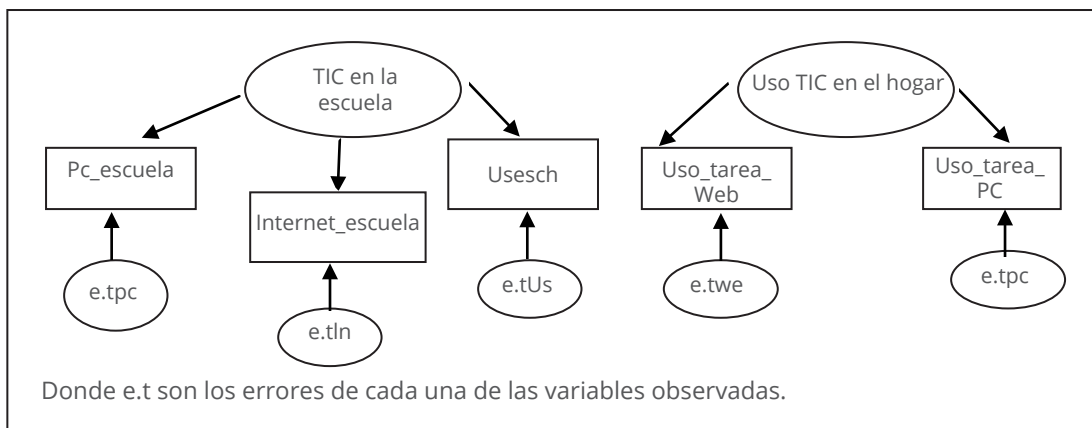 TIC en la
escuela
Uso TIC en el hogar
Pc_escuela
Internet_escuela
Usesch
Uso_tarea_
Web
Uso_tarea_
PC
e.tpc
e.tln
e.tUs
e.twe
e.tpc
Donde e.t son los errores de cada una de las variables observadas.